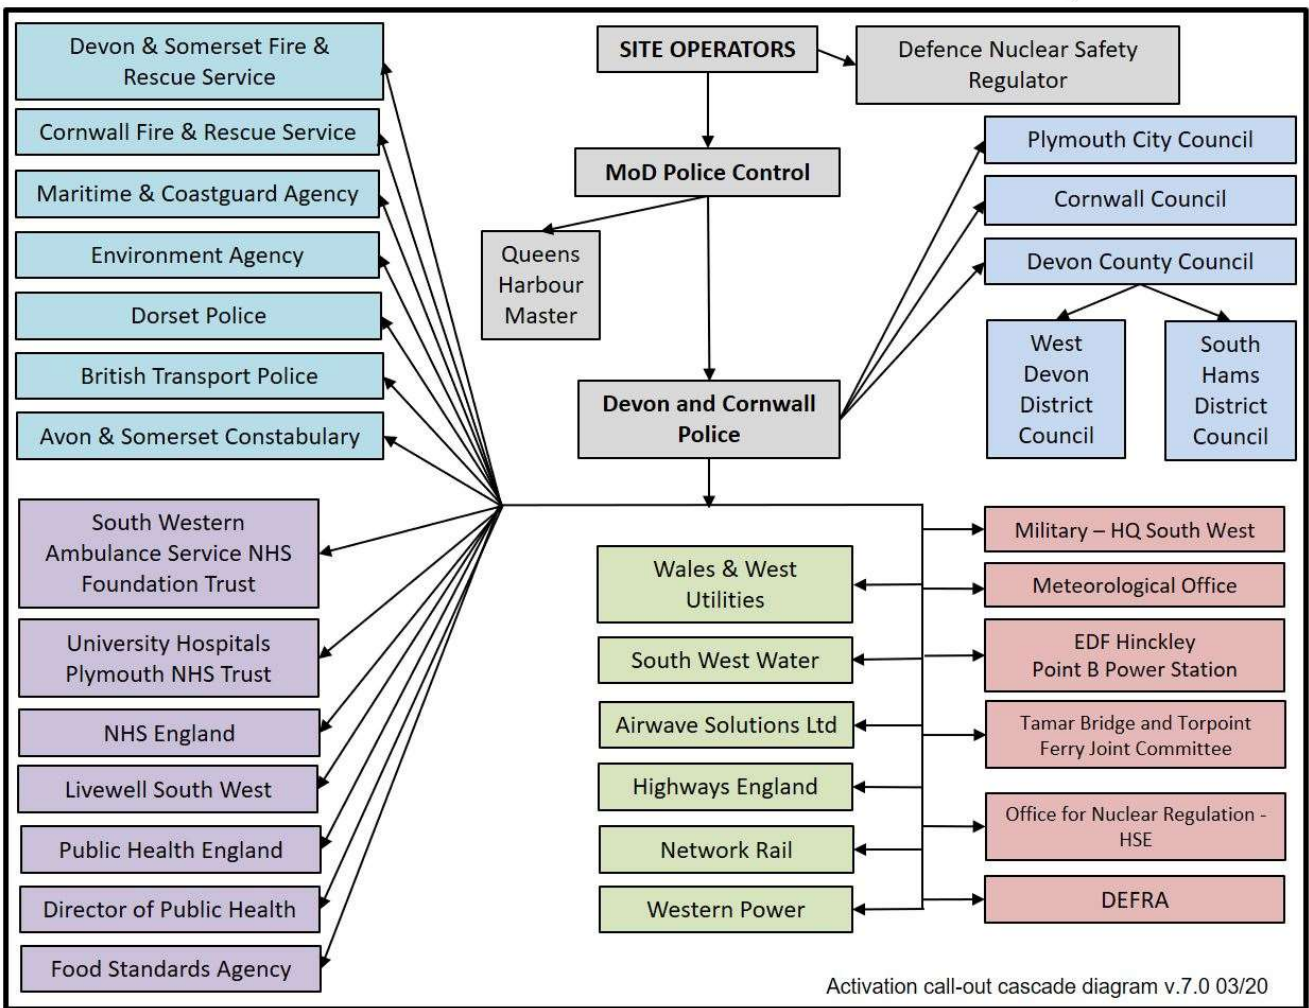 Devon & Somerset Fire &
Rescue Service
Cornwall Fire & Rescue Service
Maritime & Coastguard Agency
Environment Agency
Dorset Police
British Transport Police
Avon & Somerset Constabulary
South Western
Ambulance Service NHS
Foundation Trust
University Hospitals
Plymouth NHS Trust
NHS England
Livewell South West
Public Health England
Director of Public Health
Food Standards Agency
SITE OPERATORS
Defence Nuclear Safety
Regulator
MoD Police Control
Queens
Harbour
Master
Devon and Cornwall
Police
Plymouth City Council
Cornwall Council
Devon County Council
West
Devon
District
Council
South
Hams
District
Council
Wales & West
Utilities
South West Water
Airwave Solutions Ltd
Highways England
Network Rail
Western Power
Military – HQ South West
Meteorological Office
EDF Hinckley
Point B Power Station
Tamar Bridge and Torpoint
Ferry Joint Committee
Office for Nuclear Regulation -
HSE
DEFRA
Activation call-out cascade diagram v.7.0 03/20